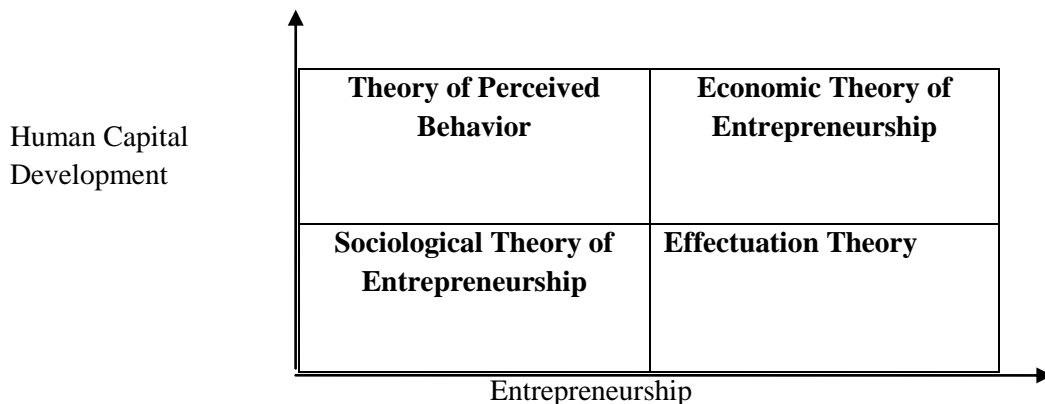 Theory of Perceived
Behavior
Economic Theory of
Entrepreneurship
Human Capital
Development
Sociological Theory of
Entrepreneurship
Effectuation Theory
Entrepreneurship